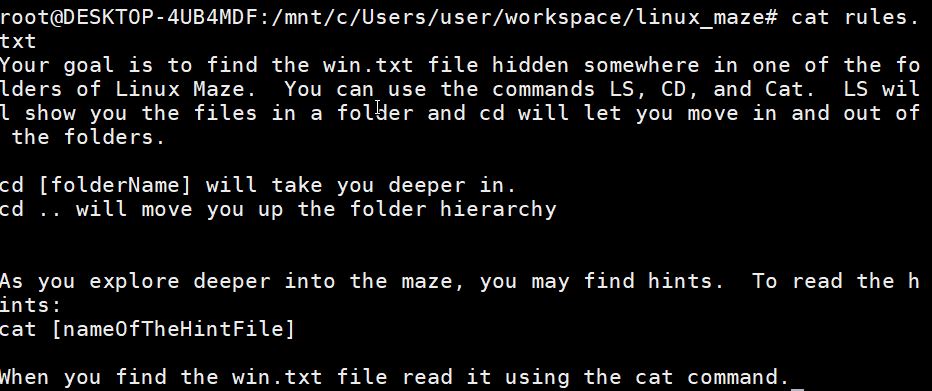 root@DESKTOP-4UB4MDF:/mnt/c/Users/user/workspace/linux_maze# cat rules.
txt
Your goal is to find the win.txt file hidden somewhere in one of the fo
lders of Linux Maze.  You can use the commands LS, CD, and Cat.  LS wil
l show you the files in a folder and cd will let you move in and out of
 the folders.

cd [folderName] will take you deeper in.
cd .. will move you up the folder hierarchy


As you explore deeper into the maze, you may find hints.  To read the h
ints:
cat [nameOfTheHintFile]

When you find the win.txt file read it using the cat command.